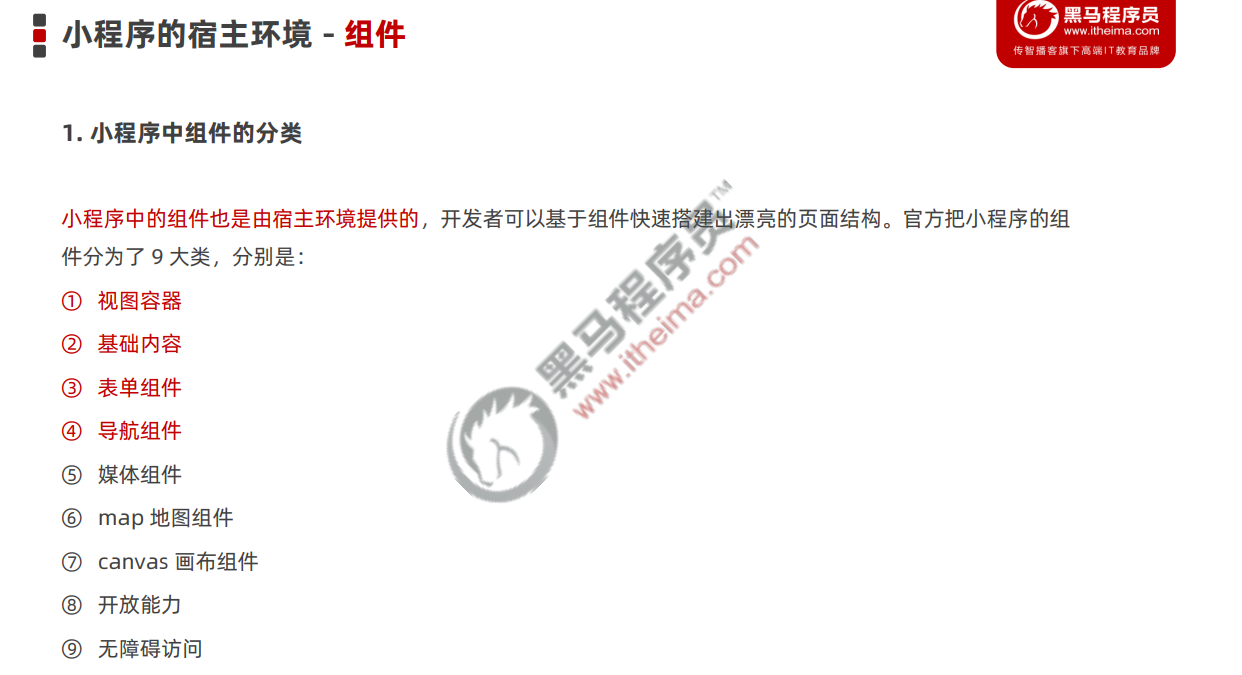 小程序的宿主环境 - 组件
黑马程序员
www.itheima.com
传智播客旗下高端IT教育品牌
1. 小程序中组件的分类
小程序中的组件也是由宿主环境提供的，开发者可以基于组件快速搭建出漂亮的页面结构。官方把小程序的组
件分为了 9 大类，分别是：
① 视图容器
② 基础内容
③ 表单组件
④ 导航组件
⑤ 媒体组件
⑥ map 地图组件
⑦ canvas 画布组件
⑧ 开放能力
⑨ 无障碍访问
黑马程序员™
www.itheima.com